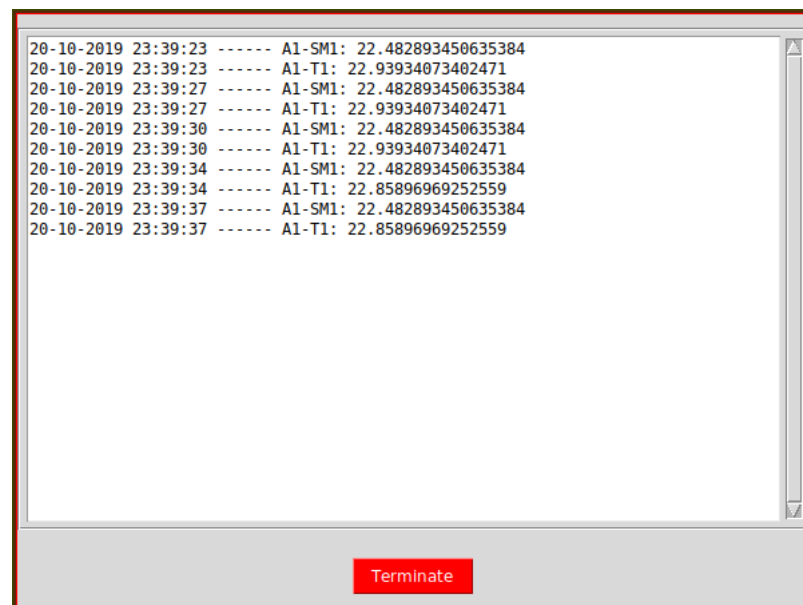 20-10-2019 23:39:23 ------ A1-SM1: 22.482893450635384
20-10-2019 23:39:23 ------ A1-T1: 22.93934073402471
20-10-2019 23:39:27 ------ A1-SM1: 22.482893450635384
20-10-2019 23:39:27 ------ A1-T1: 22.93934073402471
20-10-2019 23:39:30 ------ A1-SM1: 22.482893450635384
20-10-2019 23:39:30 ------ A1-T1: 22.93934073402471
20-10-2019 23:39:34 ------ A1-SM1: 22.482893450635384
20-10-2019 23:39:34 ------ A1-T1: 22.85896969252559
20-10-2019 23:39:37 ------ A1-SM1: 22.482893450635384
20-10-2019 23:39:37 ------ A1-T1: 22.85896969252559
Terminate